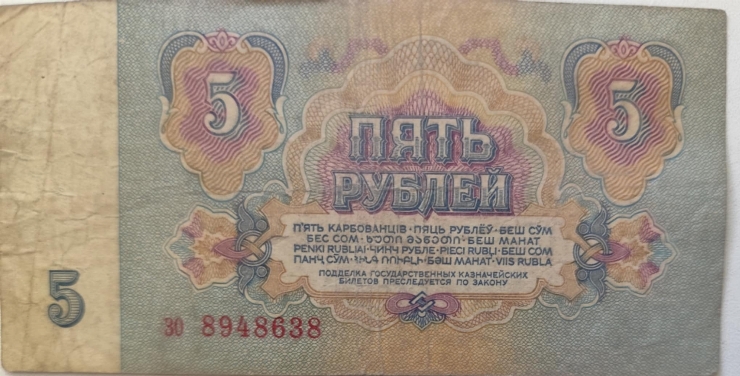 5
5
ПЯТЬ
РУБЛЕЙ
П'ЯТЬ КАРБОВАНЦІВ · ПЯЦЬ РУБЛЁЎ · БЕШ СЎМ
БЕС СОМ · ხუთი მანეთი · БЕШ МАНАТ
PENKI RUBLIAI · ЧИНЧ РУБЛЕ · PIECI RUBĻI · БЕШ СОМ
ПАНҶ СӮМ · ՀԻՆԳ ՌՈՒԲԼԻ · БӘШ МАНАТ · VIIS RUBLA
ПОДДЕЛКА ГОСУДАРСТВЕННЫХ КАЗНАЧЕЙСКИХ
БИЛЕТОВ ПРЕСЛЕДУЕТСЯ ПО ЗАКОНУ
5
зо 8948638